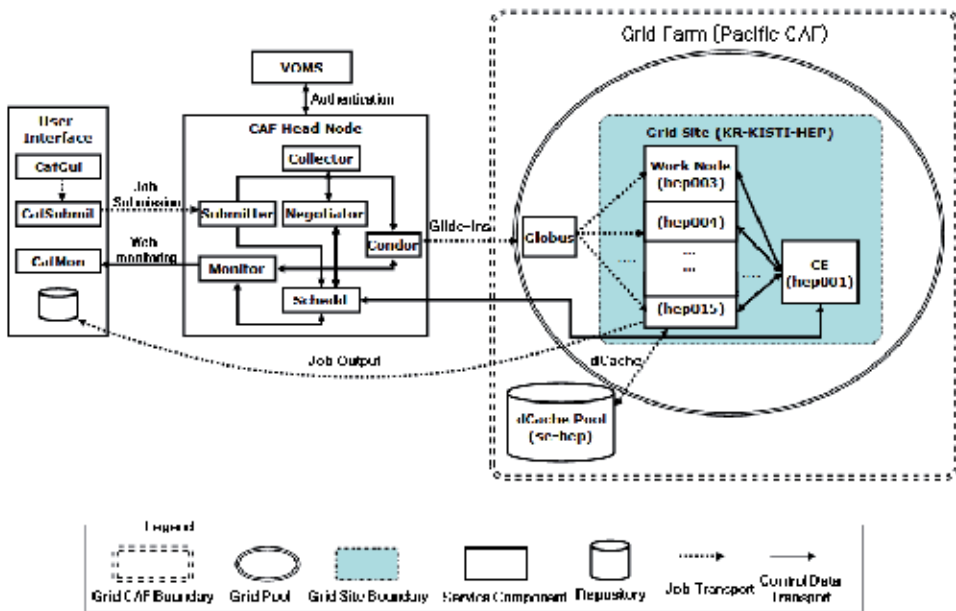 Grid Farm (Pacific CAF)
VOMS
Authentication
User
Interface
CAF Head Node
Grid Site (KR-KISTI-HEP)
CafGui
Collector
Work Node
(hep003)
Job
Submission
CafSubmit
Submitter
Negotiator
Glide-ins
Globus
(hep004)
Condor
Web
monitoring
CafMon
Monitor
......
...
...
......
CE
(hep001)
Schedd
(hep015)
Job Output
dCache
dCache Pool
(se-hep)
Legend
Grid CAF Boundary
Grid Pool
Grid Site Boundary
Service Component
Repository
Job Transport
Control Data
Transport